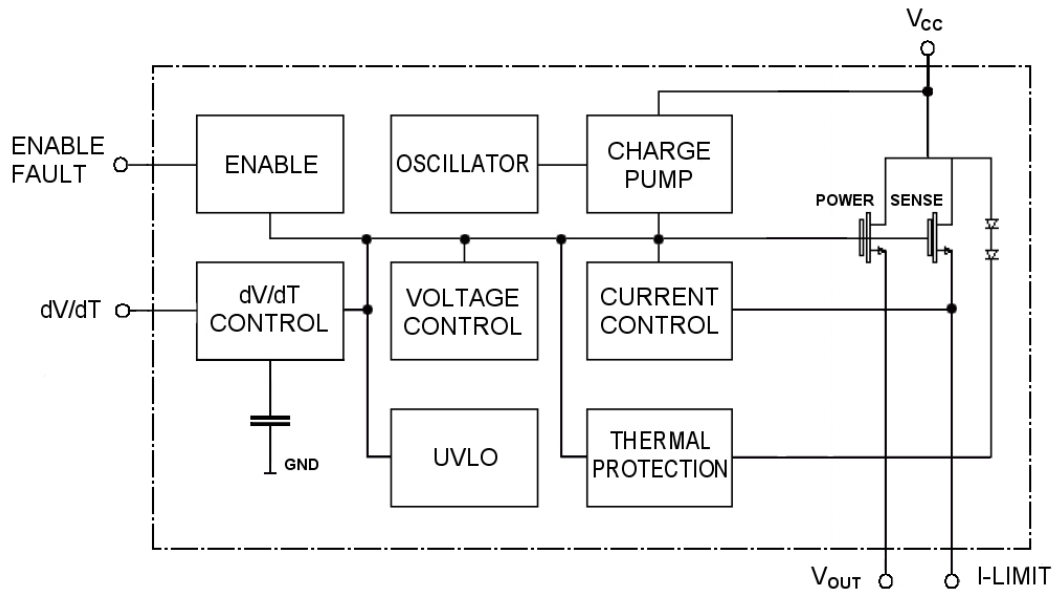 VCC
ENABLE
FAULT
ENABLE
OSCILLATOR
CHARGE
PUMP
POWER
SENSE
dV/dT
dV/dT
CONTROL
VOLTAGE
CONTROL
CURRENT
CONTROL
GND
UVLO
THERMAL
PROTECTION
VOUT
I-LIMIT